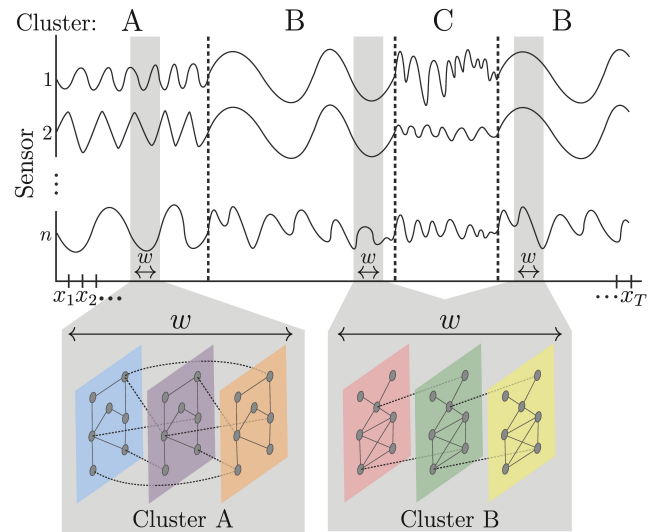 Cluster: A B C B
Sensor
1
2
⋮
n
w w w
x1 x2 ... ... xT
w w
Cluster A Cluster B